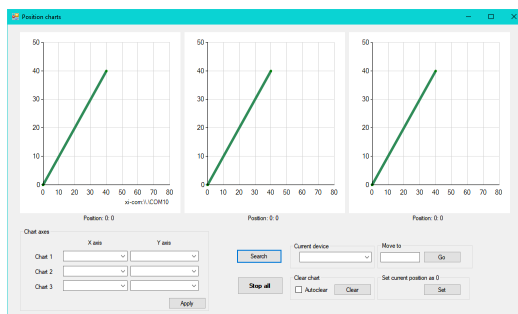 Position charts
50 50 50
40 40 40
30 30 30
20 20 20
10 10 10
0 0 0
0 10 20 30 40 50 60 70 80 0 10 20 30 40 50 60 70 80 0 10 20 30 40 50 60 70 80
xi-com:\\.\COM10
Position: 0: 0 Position: 0: 0 Position: 0: 0
Chart axes
X axis Y axis
Chart 1
Chart 2
Chart 3
Apply
Search
Stop all
Current device
Move to
Go
Clear chart
Autoclear Clear
Set current position as 0
Set